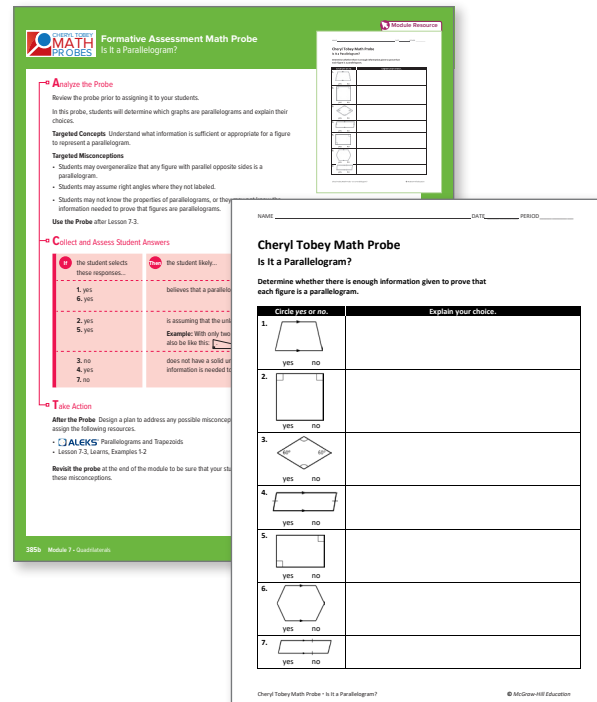 Module Resource
CHERYL TOBEY
MATH
PROBES
Formative Assessment Math Probe
Is It a Parallelogram?
Cheryl Tobey Math Probe
Is It a Parallelogram?
Analyze the Probe
Review the probe prior to assigning it to your students.
In this probe, students will determine which graphs are parallelograms and explain their
choices.
Targeted Concepts Understand what information is sufficient or appropriate for a figure
to represent a parallelogram.
Targeted Misconceptions
• Students may overgeneralize that any figure with parallel opposite sides is a
parallelogram.
• Students may assume right angles where they not labeled.
• Students may not know the properties of parallelograms, or they
information needed to prove that figures are parallelograms.
Use the Probe after Lesson 7-3.
Collect and Assess Student Answers
If the student selects
these responses...
Then the student likely...
1. yes
6. yes
believes that a parallelo
2. yes
5. yes
is assuming that the
Example: With only two
also be like this:
3. no
4. yes
7. no
does not have a solid
information is needed to
Take Action
After the Probe Design a plan to address any possible misconcep
assign the following resources.
• ALEKS Parallelograms and Trapezoids
• Lesson 7-3, Learns, Examples 1-2
Revisit the probe at the end of the module to be sure that your
these misconceptions.
385b Module 7 • Quadrilaterals
NAME DATE PERIOD
Cheryl Tobey Math Probe
Is It a Parallelogram?
Determine whether there is enough information given to prove that
each figure is a parallelogram.
Circle yes or no. Explain your choice.
1.
yes no
2.
yes no
3.
60° 60°
yes no
4.
yes no
5.
yes no
6.
yes no
7.
yes no
Cheryl Tobey Math Probe - Is It a Parallelogram? © McGraw-Hill Education